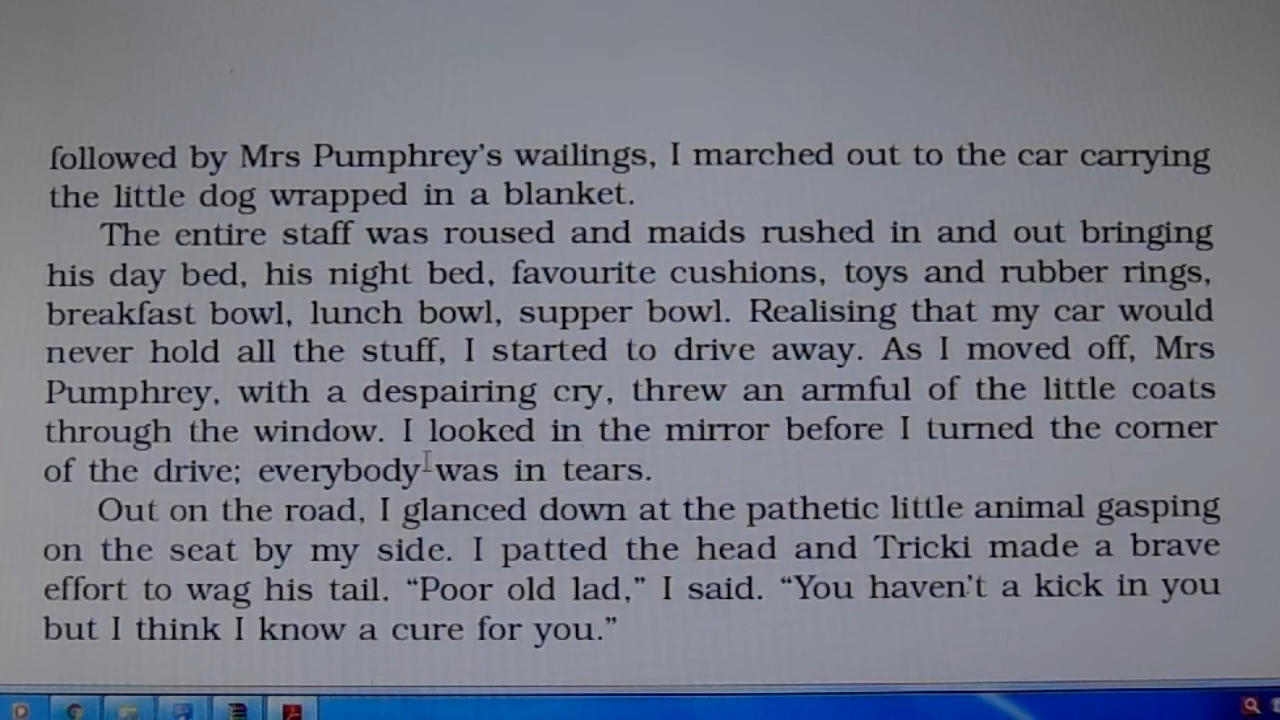 followed by Mrs Pumphrey's wailings, I marched out to the car carrying
the little dog wrapped in a blanket.
The entire staff was roused and maids rushed in and out bringing
his day bed, his night bed, favourite cushions, toys and rubber rings,
breakfast bowl, lunch bowl, supper bowl. Realising that my car would
never hold all the stuff, I started to drive away. As I moved off, Mrs
Pumphrey, with a despairing cry, threw an armful of the little coats
through the window. I looked in the mirror before I turned the corner
of the drive; everybody was in tears.
Out on the road, I glanced down at the pathetic little animal gasping
on the seat by my side. I patted the head and Tricki made a brave
effort to wag his tail. “Poor old lad,” I said. “You haven't a kick in you
but I think I know a cure for you.”